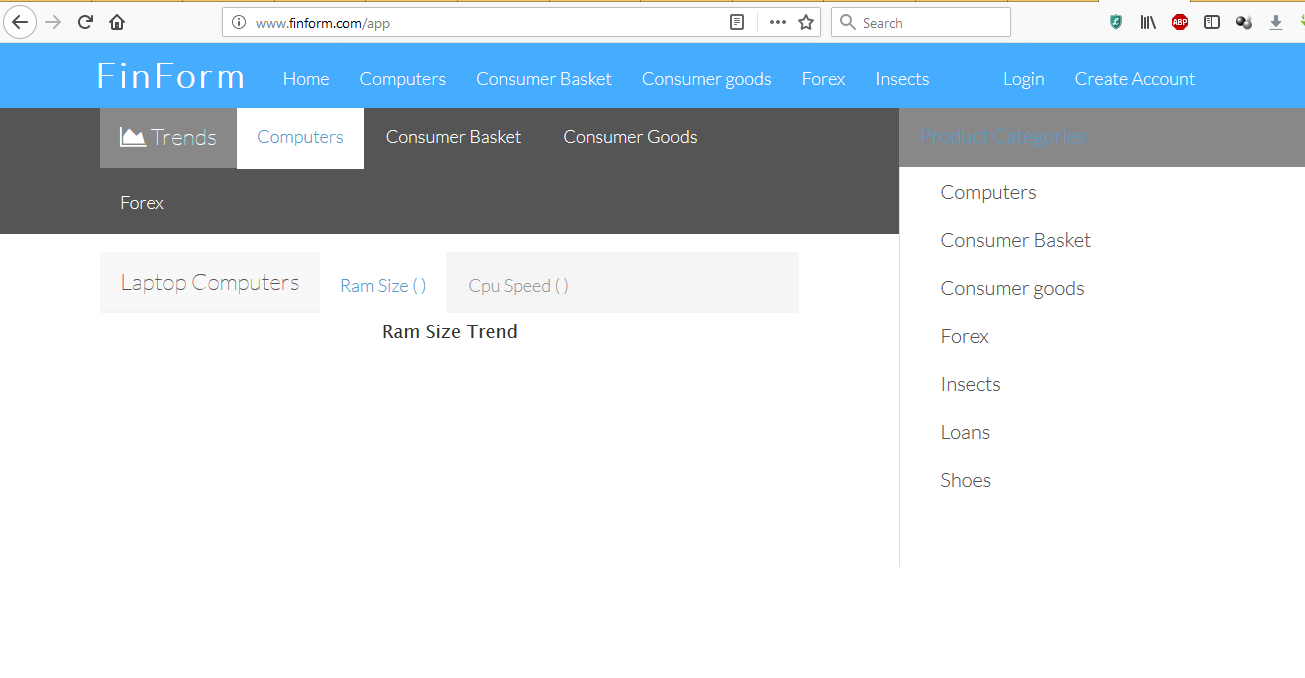 www.finform.com/app
Search
ABP
FinForm Home Computers Consumer Basket Consumer goods Forex Insects Login Create Account
Trends Computers Consumer Basket Consumer Goods
Forex
Laptop Computers Ram Size ( ) Cpu Speed ( )
Ram Size Trend
Product Categories
Computers
Consumer Basket
Consumer goods
Forex
Insects
Loans
Shoes